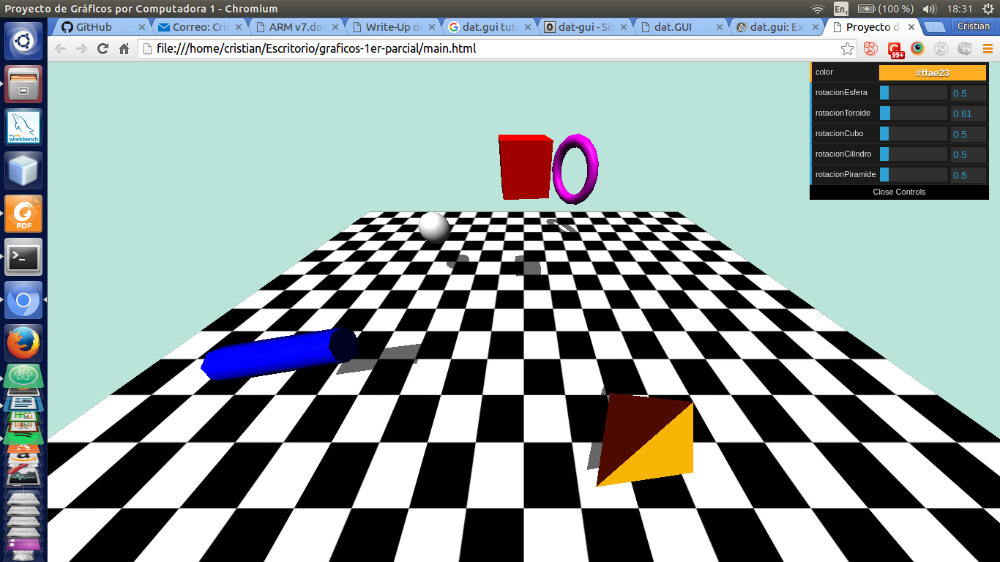 Proyecto de Gráficos por Computadora 1 - Chromium
En1
(100 %)
18:31
GitHub
Correo: Cris
ARM v7.do
Write-Up d
dat.gui tut
dat-gui - Sim
dat.GUI
dat.gui: Ex
Proyecto d
Cristian
file:///home/cristian/Escritorio/graficos-1er-parcial/main.html
99+
color
#ffae23
rotacionEsfera
0.5
rotacionToroide
0.61
rotacionCubo
0.5
rotacionCilindro
0.5
rotacionPiramide
0.5
Close Controls
Workbench
PDF